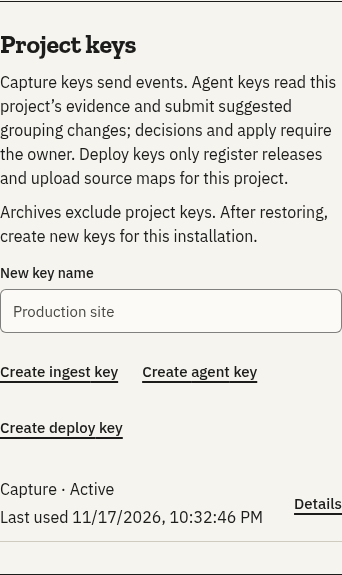 Project keys
Capture keys send events. Agent keys read this
project’s evidence and submit suggested
grouping changes; decisions and apply require
the owner. Deploy keys only register releases
and upload source maps for this project.
Archives exclude project keys. After restoring,
create new keys for this installation.
New key name
Production site
Create ingest key Create agent key
Create deploy key
Capture · Active
Last used 11/17/2026, 10:32:46 PM
Details